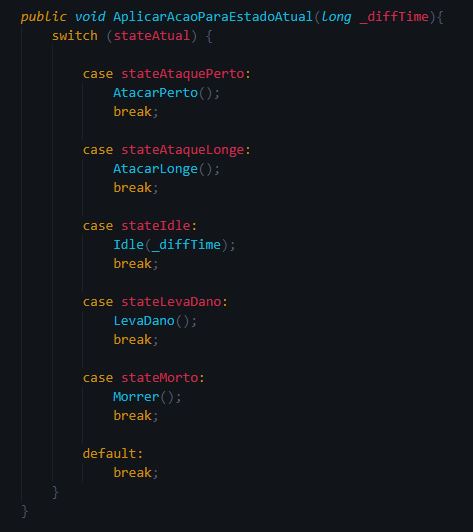 public void AplicarAcaoParaEstadoAtual(long _diffTime){
    switch (stateAtual) {

        case stateAtaquePerto:
            AtacarPerto();
            break;

        case stateAtaqueLonge:
            AtacarLonge();
            break;

        case stateIdle:
            Idle(_diffTime);
            break;

        case stateLevaDano:
            LevaDano();
            break;

        case stateMorto:
            Morrer();
            break;

        default:
            break;
    }
}